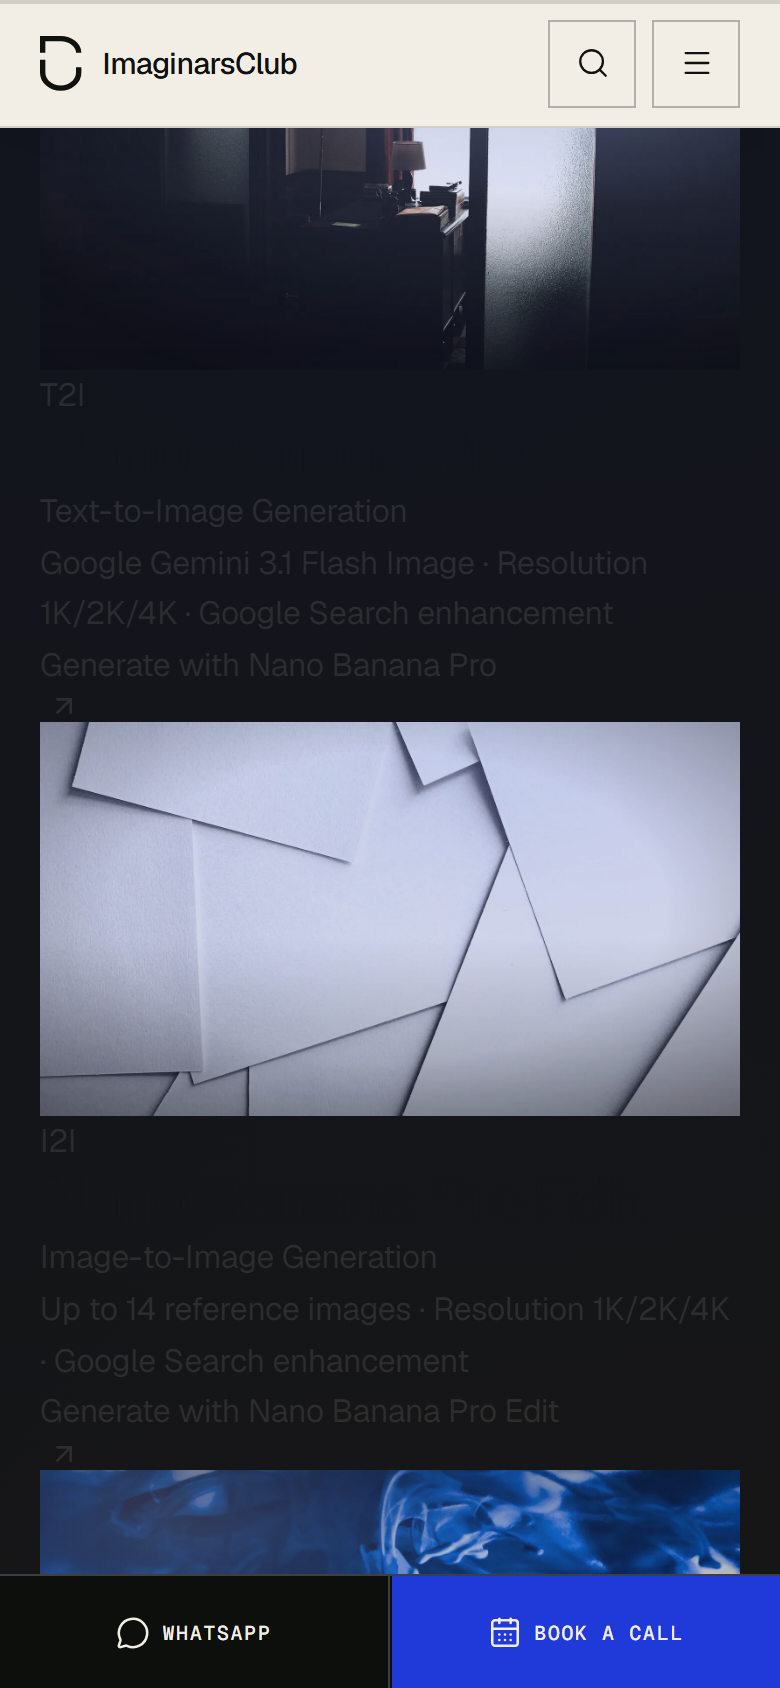 ImaginarsClub
T2I
Text-to-Image Generation
Google Gemini 3.1 Flash Image · Resolution
1K/2K/4K · Google Search enhancement
Generate with Nano Banana Pro
I2I
Image-to-Image Generation
Up to 14 reference images · Resolution 1K/2K/4K
· Google Search enhancement
Generate with Nano Banana Pro Edit
WHATSAPP
BOOK A CALL